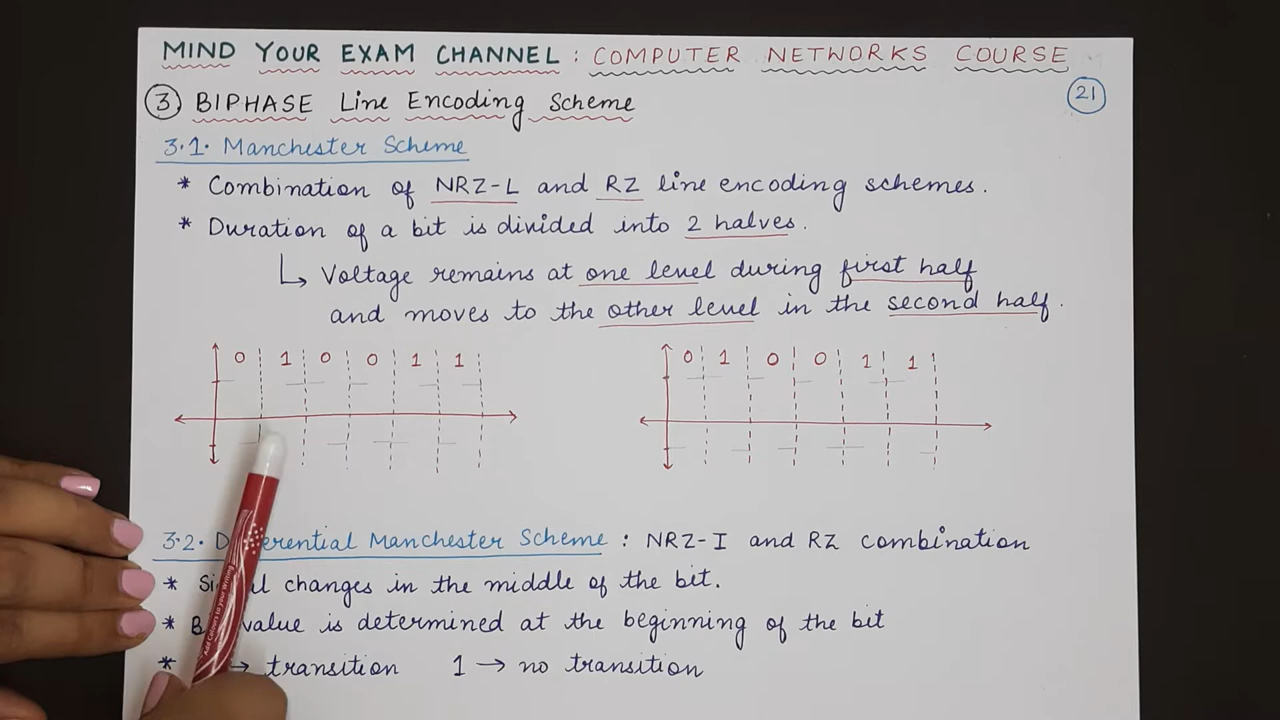 MIND YOUR EXAM CHANNEL : COMPUTER NETWORKS COURSE
21
3 BIPHASE Line Encoding Scheme
3.1. Manchester Scheme
* Combination of NRZ-L and RZ line encoding schemes.
* Duration of a bit is divided into 2 halves.
↳ Voltage remains at one level during first half
and moves to the other level in the second half.
0 1 0 0 1 1
0 1 0 0 1 1
3.2. Differential Manchester Scheme : NRZ-I and RZ combination
* Signal changes in the middle of the bit.
* value is determined at the beginning of the bit
* → transition 1 → no transition